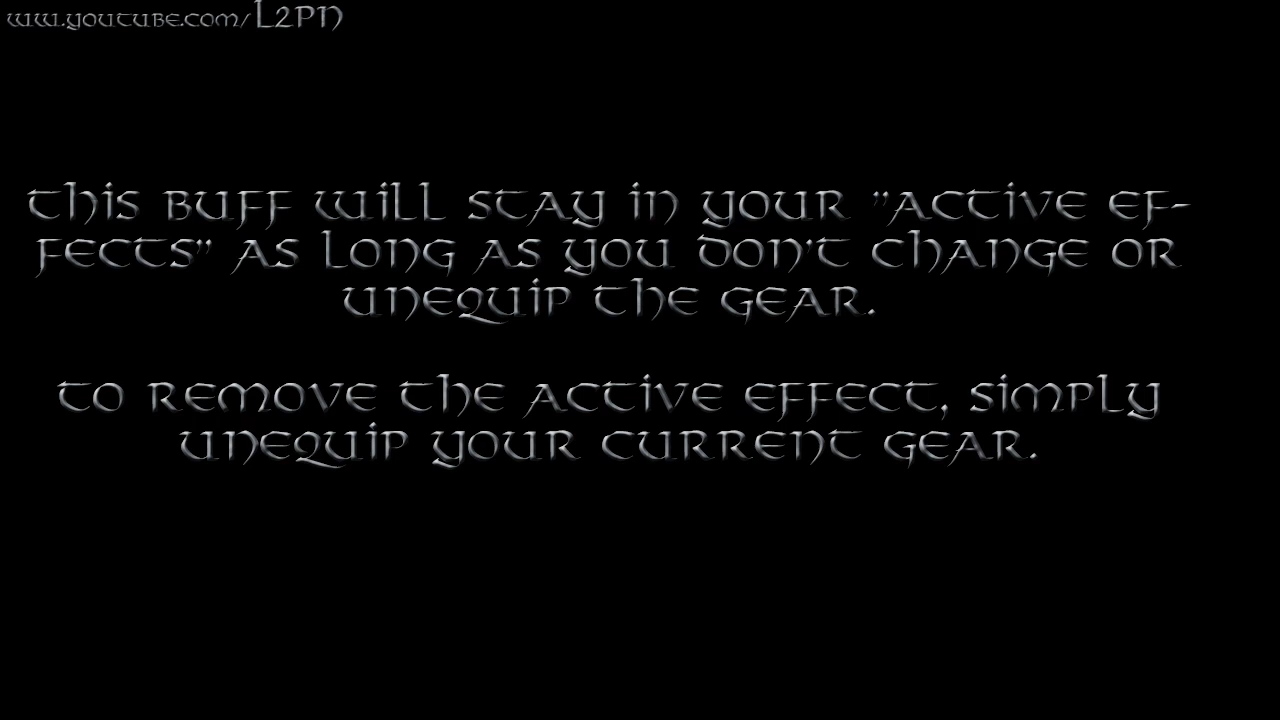 www.youtube.com/L2PN
This buff will stay in your "Active Ef-
fects" as long as you don't change or
unequip the gear.
To remove the active effect, simply
unequip your current gear.